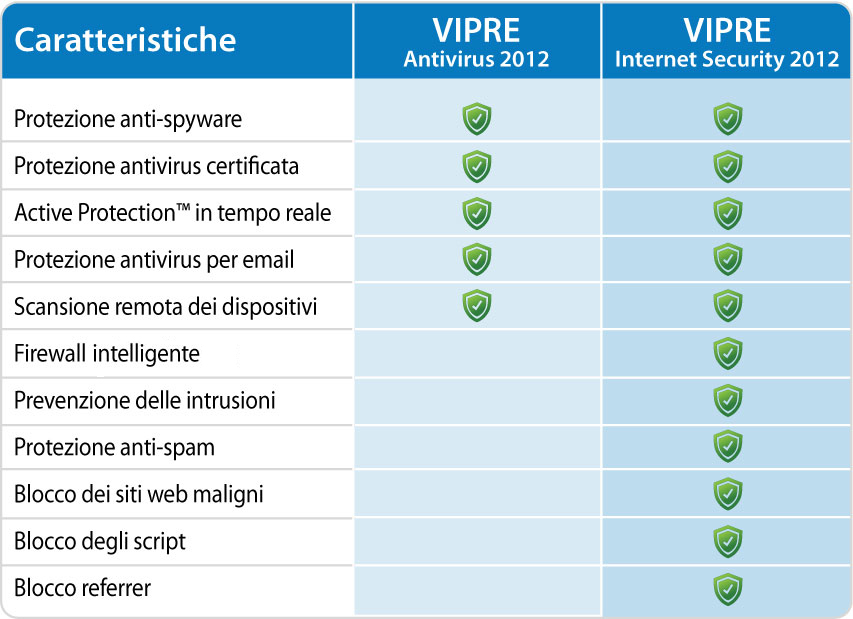 Caratteristiche
VIPRE
Antivirus 2012
VIPRE
Internet Security 2012
Protezione anti-spyware
Protezione antivirus certificata
Active Protection™ in tempo reale
Protezione antivirus per email
Scansione remota dei dispositivi
Firewall intelligente
Prevenzione delle intrusioni
Protezione anti-spam
Blocco dei siti web maligni
Blocco degli script
Blocco referrer